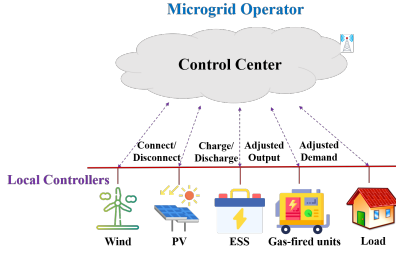 Microgrid Operator
Control Center
Connect/
Disconnect
Charge/
Discharge
Adjusted
Output
Adjusted
Demand
Local Controllers
Wind
PV
ESS
Gas-fired units
Load